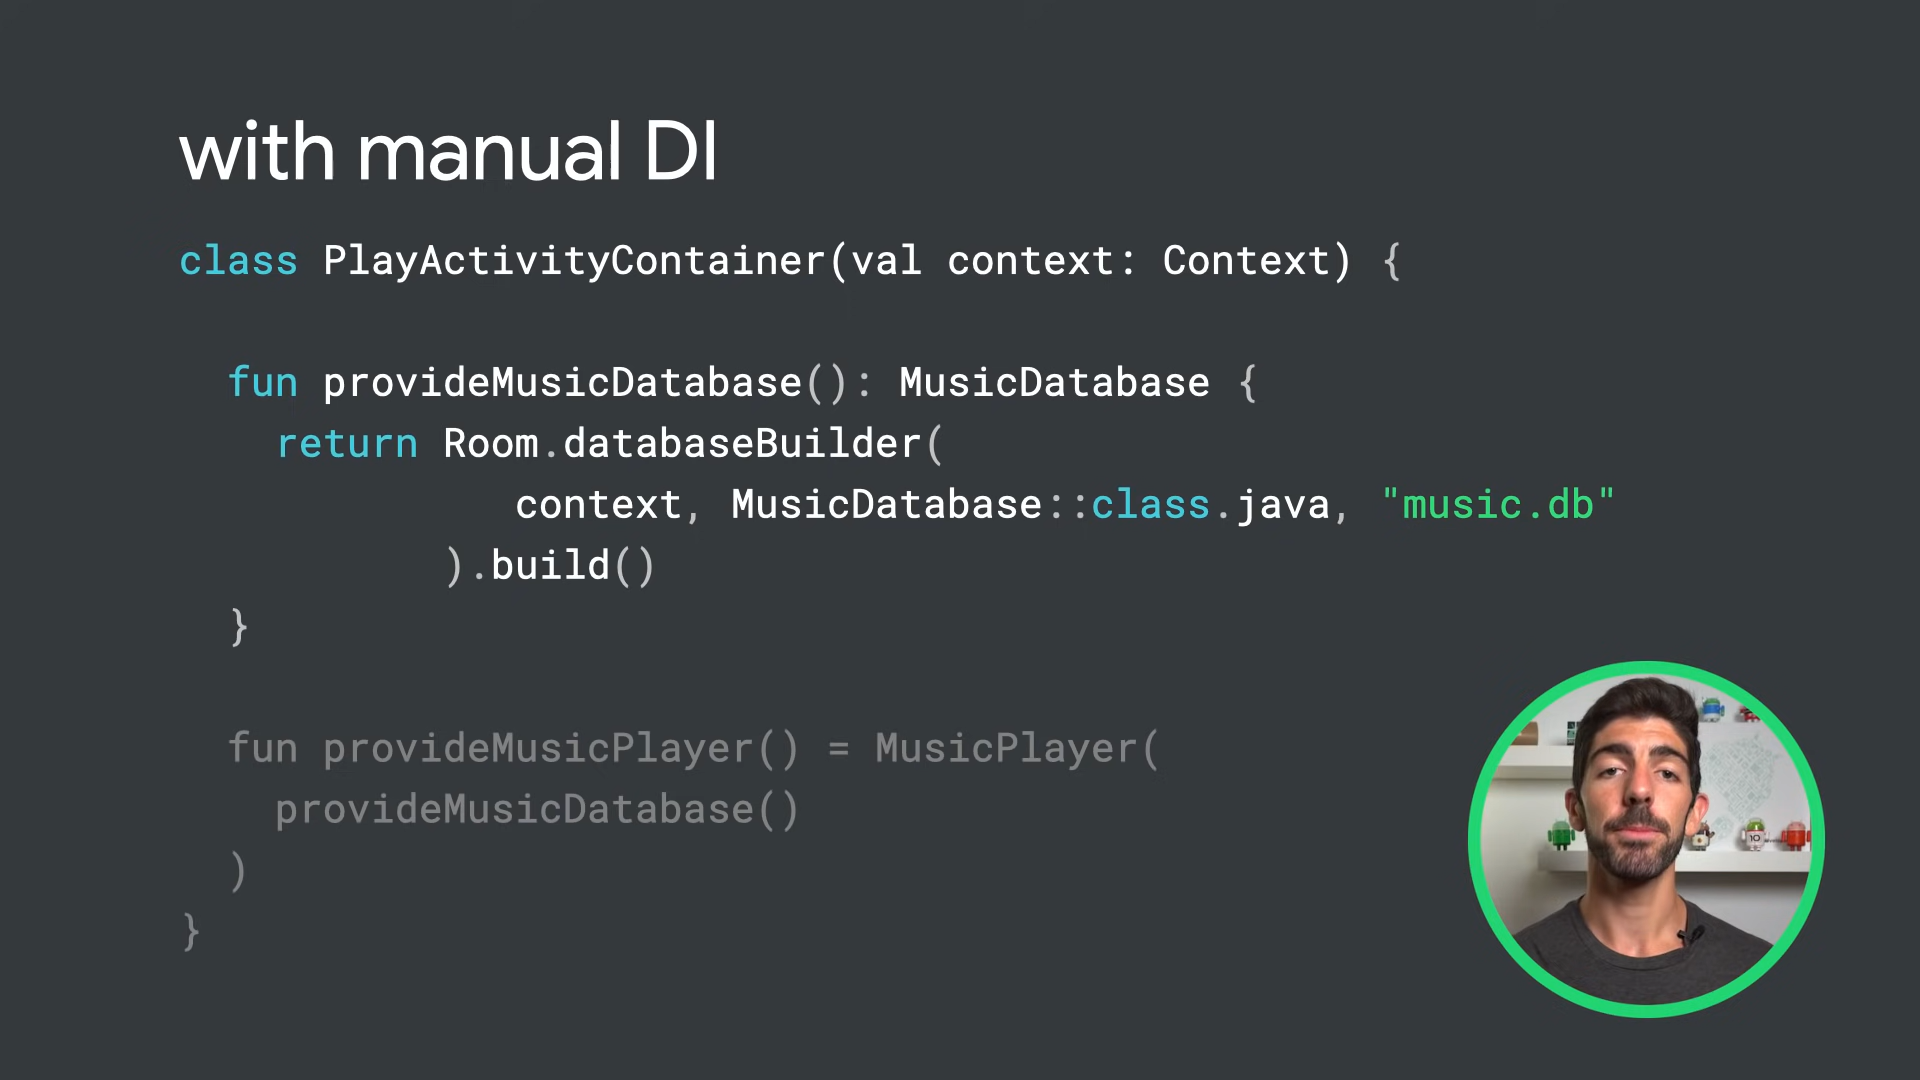 with manual DI
class PlayActivityContainer(val context: Context) {
fun provideMusicDatabase(): MusicDatabase {
return Room.databaseBuilder(
context, MusicDatabase::class.java, "music.db"
).build()
}
fun provideMusicPlayer() = MusicPlayer(
provideMusicDatabase()
)
}
10